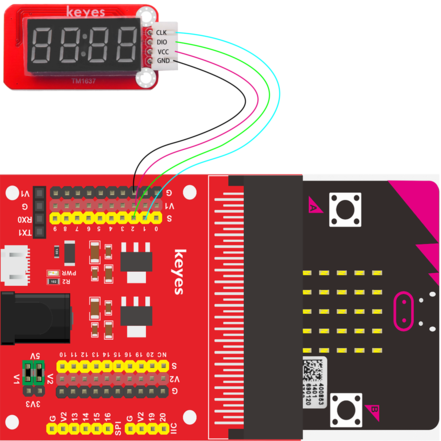 keyes
CLK
DIO
VCC
GND
TM1637
V1
G
RX0
TX1
G
V1
S
9 8 7 6 5 4 3 2 1 0
keyes
PWR
R2
A
10 11 12 13 14 15 16 19 20 NC
S
V2
G
5V
V1
V2
3V3
G V2 13 14 15 16 SPI G V2 19 20 IIC
B